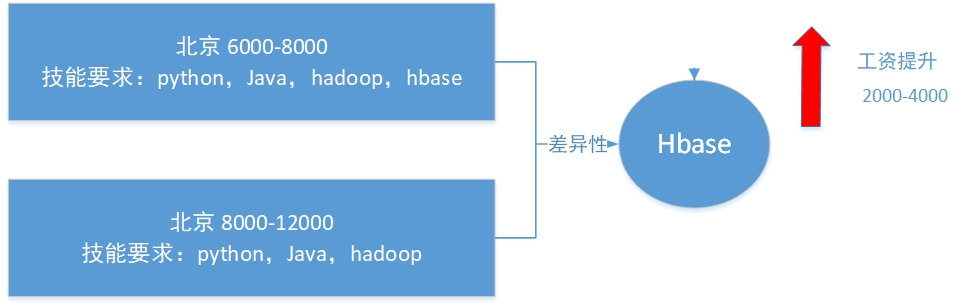 北京 6000-8000
技能要求：python，Java，hadoop，hbase
北京 8000-12000
技能要求：python，Java，hadoop
差异性
Hbase
工资提升
2000-4000